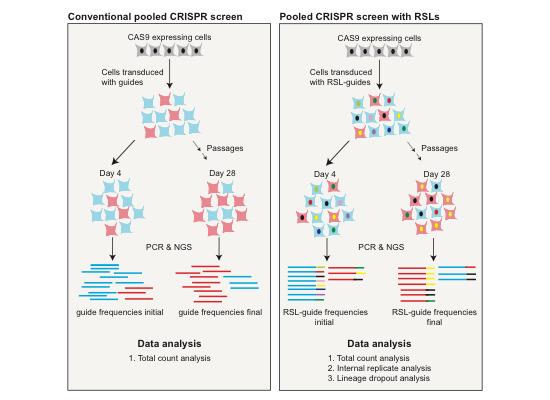 Conventional pooled CRISPR screen
CAS9 expressing cells
Cells transduced
with guides
Passages
Day 4
Day 28
PCR & NGS
guide frequencies initial
guide frequencies final
Data analysis
1. Total count analysis
Pooled CRISPR screen with RSLs
CAS9 expressing cells
Cells transduced
with RSL-guides
Passages
Day 4
Day 28
PCR & NGS
RSL-guide frequencies
initial
RSL-guide frequencies
final
Data analysis
1. Total count analysis
2. Internal replicate analysis
3. Lineage dropout analysis